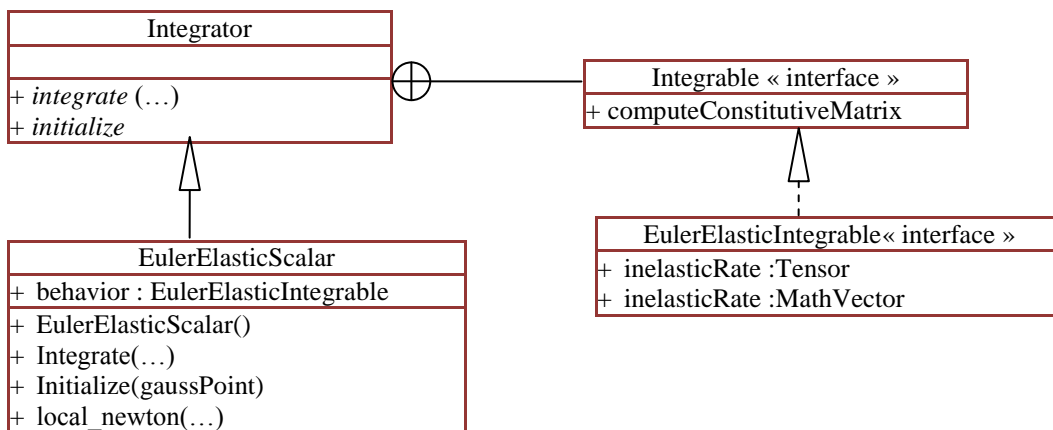 Integrator
+ integrate (…)
+ initialize
Integrable « interface »
+ computeConstitutiveMatrix
EulerElasticScalar
+ behavior : EulerElasticIntegrable
+ EulerElasticScalar()
+ Integrate(…)
+ Initialize(gaussPoint)
+ local_newton(…)
EulerElasticIntegrable« interface »
+ inelasticRate :Tensor
+ inelasticRate :MathVector